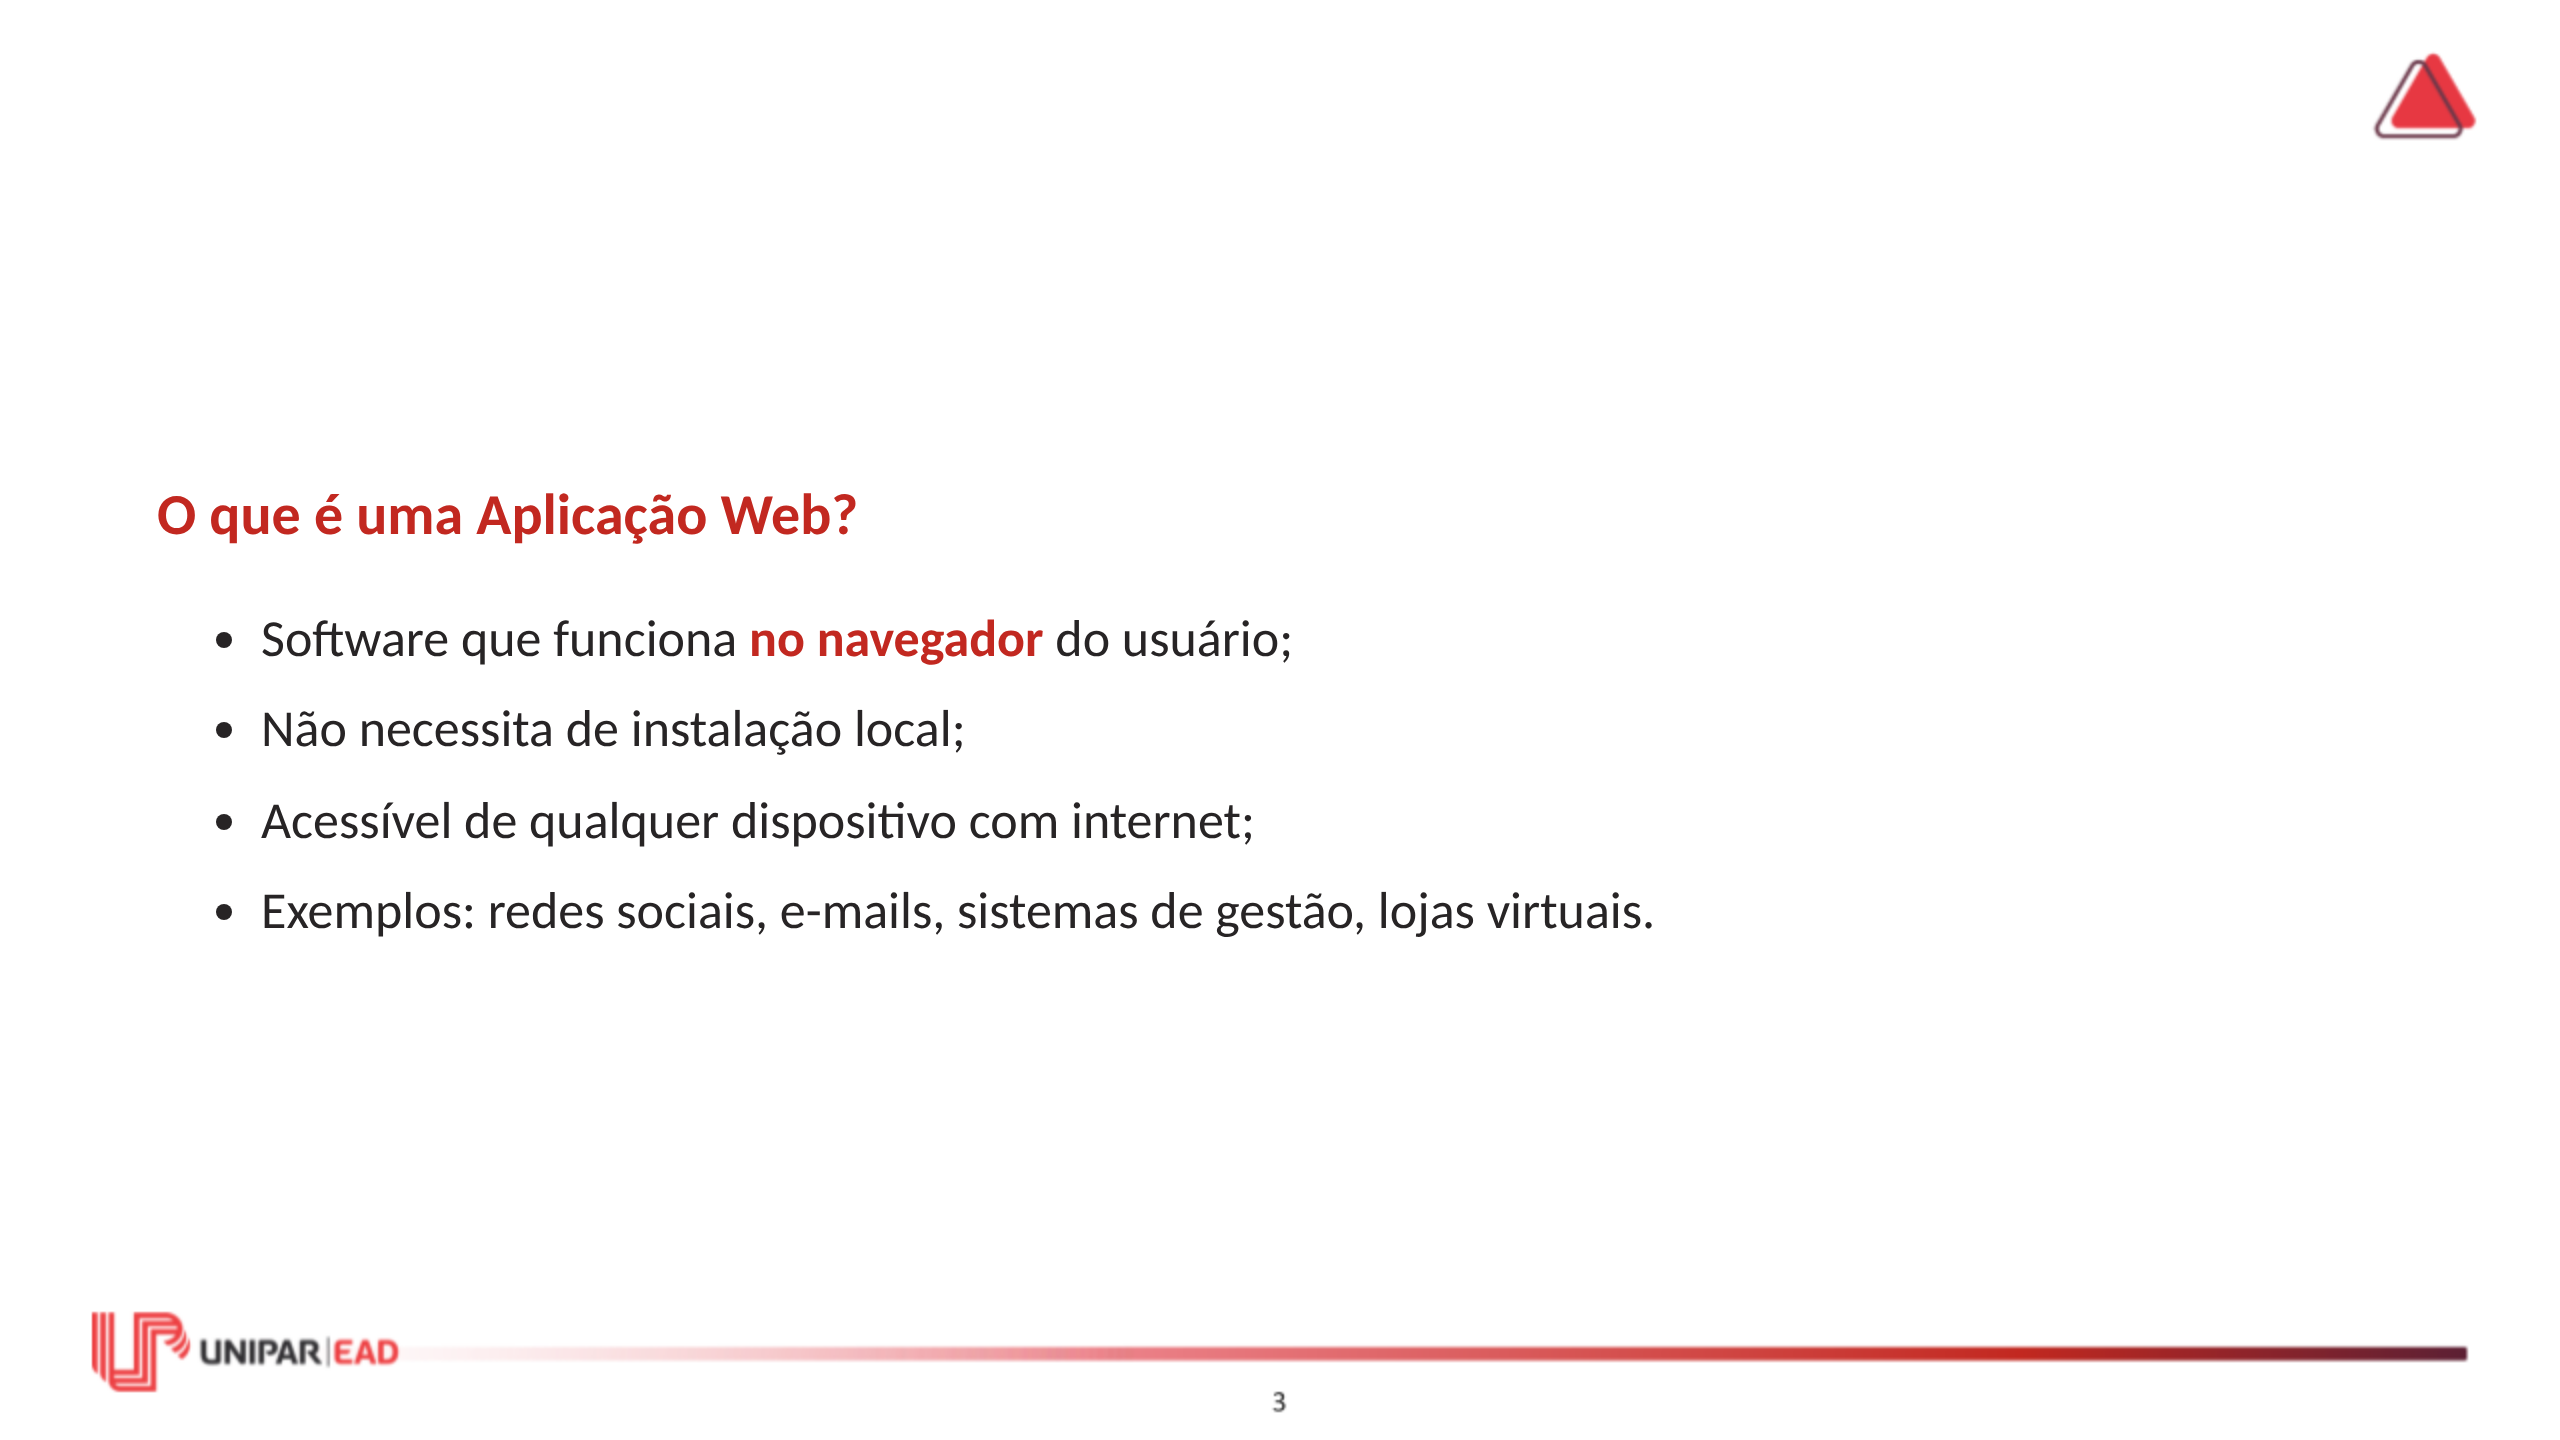 O que é uma Aplicação Web?
• Software que funciona no navegador do usuário;
• Não necessita de instalação local;
• Acessível de qualquer dispositivo com internet;
• Exemplos: redes sociais, e-mails, sistemas de gestão, lojas virtuais.
UNIPAR|EAD
3